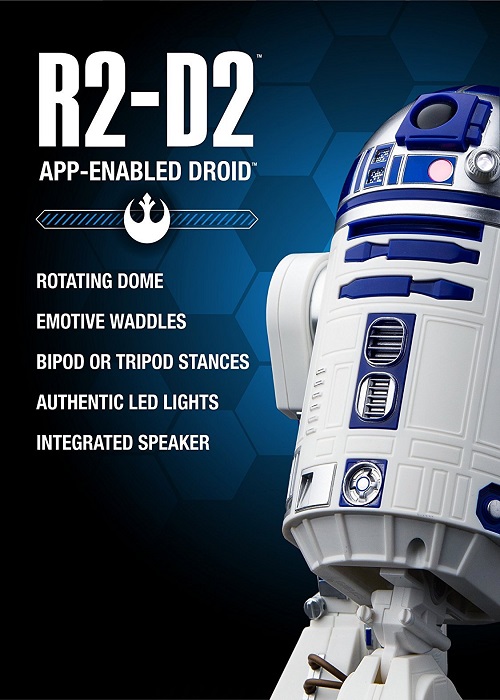 R2-D2™
APP-ENABLED DROID™
ROTATING DOME
EMOTIVE WADDLES
BIPOD OR TRIPOD STANCES
AUTHENTIC LED LIGHTS
INTEGRATED SPEAKER